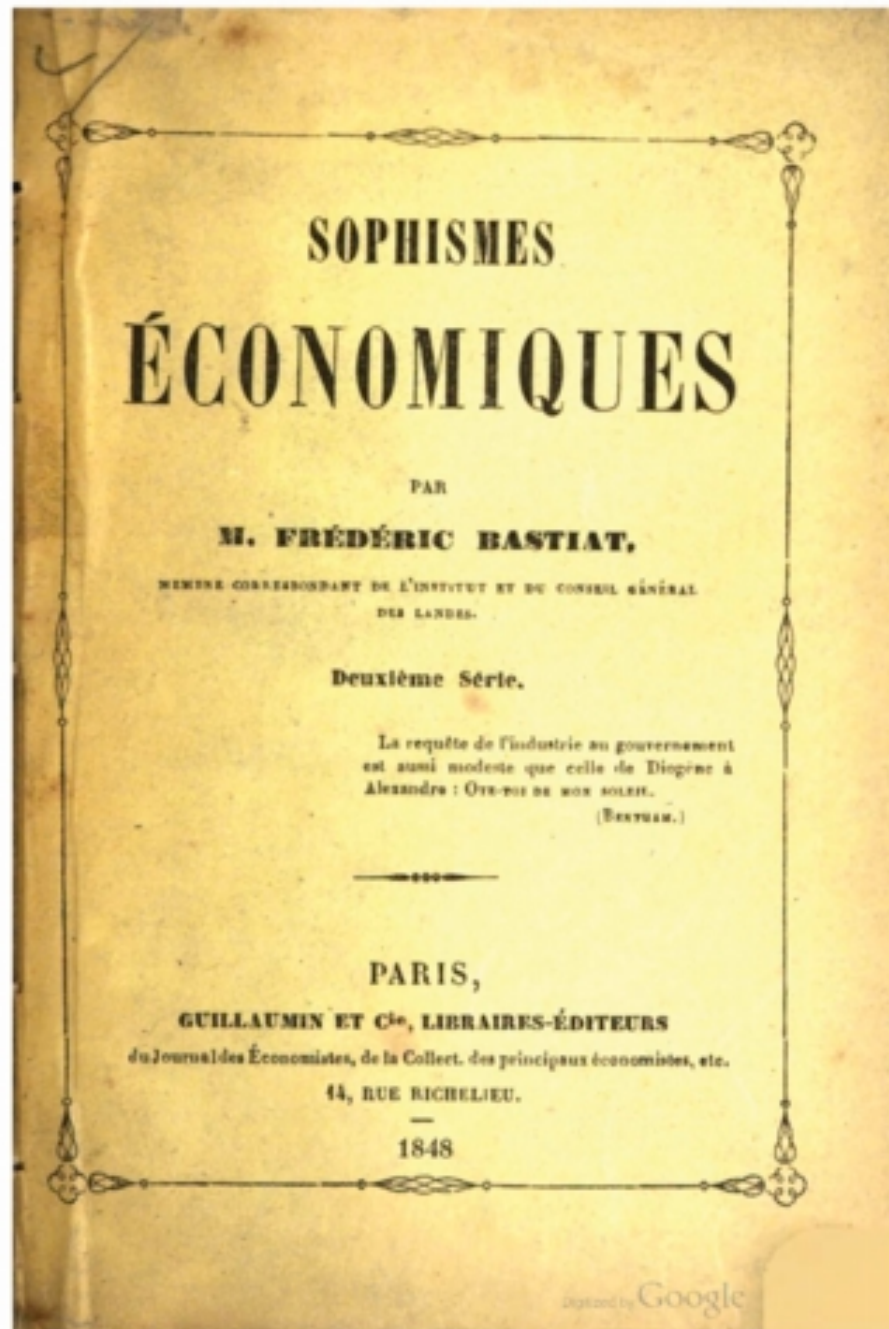 SOPHISMES
ÉCONOMIQUES
PAR
M. FRÉDÉRIC BASTIAT,
MEMBRE CORRESPONDANT DE L'INSTITUT ET DU CONSEIL GÉNÉRAL
DES LANDES.
Deuxième Série.
La requête de l'industrie au gouvernement
est aussi modeste que celle de Diogène à
Alexandre : OTE-TOI DE MON SOLEIL.
(BENTHAM.)
PARIS,
GUILLAUMIN ET Cie, LIBRAIRES-ÉDITEURS
du Journal des Économistes, de la Collect. des principaux économistes, etc.
14, RUE RICHELIEU.
1848
Digitized by Google